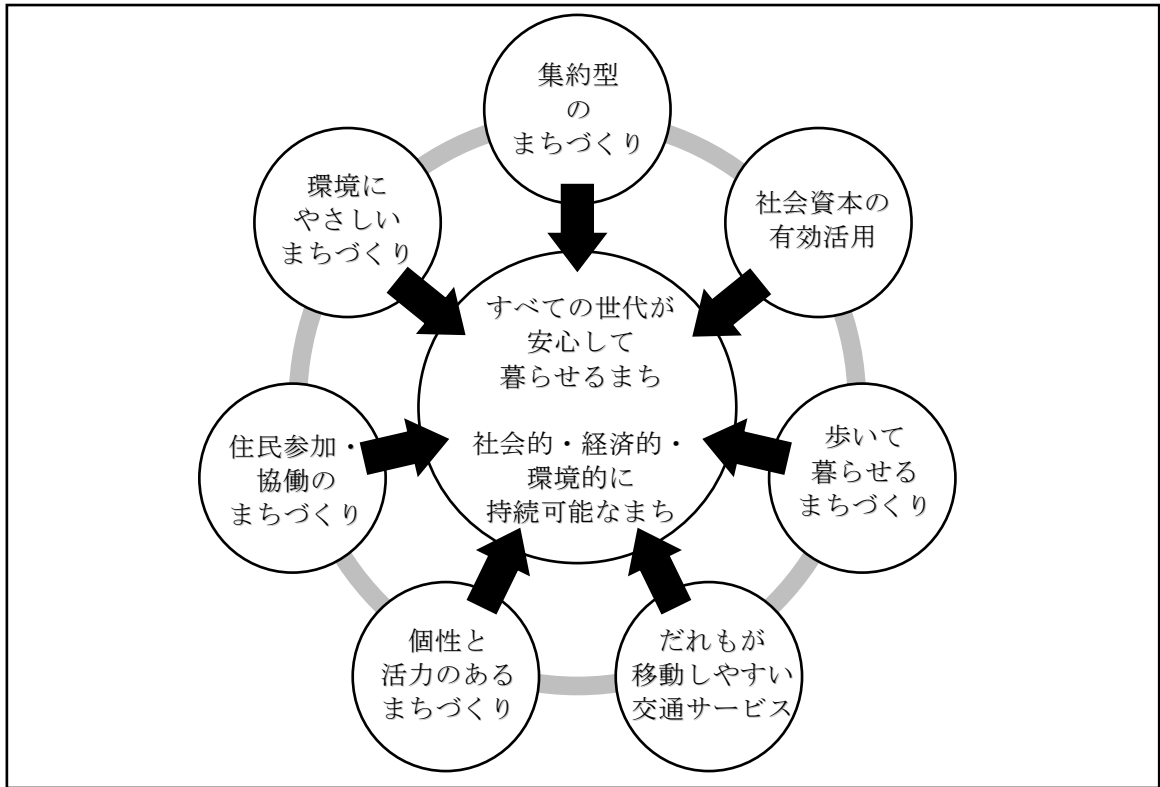 集約型
の
まちづくり
社会資本の
有効活用
歩いて
暮らせる
まちづくり
だれもが
移動しやすい
交通サービス
個性と
活力のある
まちづくり
住民参加・
協働の
まちづくり
環境に
やさしい
まちづくり
すべての世代が
安心して
暮らせるまち
社会的・経済的・
環境的に
持続可能なまち